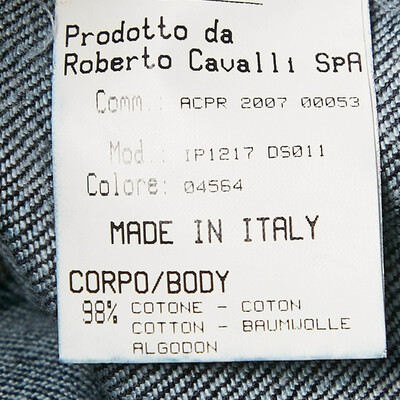 Prodotto da
Roberto Cavalli SpA
Comm.: ACPR 2007 00053
Mod.: IP1217 DS011
Colore: 04564
MADE IN ITALY
CORPO/BODY
98% COTONE - COTON
COTTON - BAUMWOLLE
ALGODON